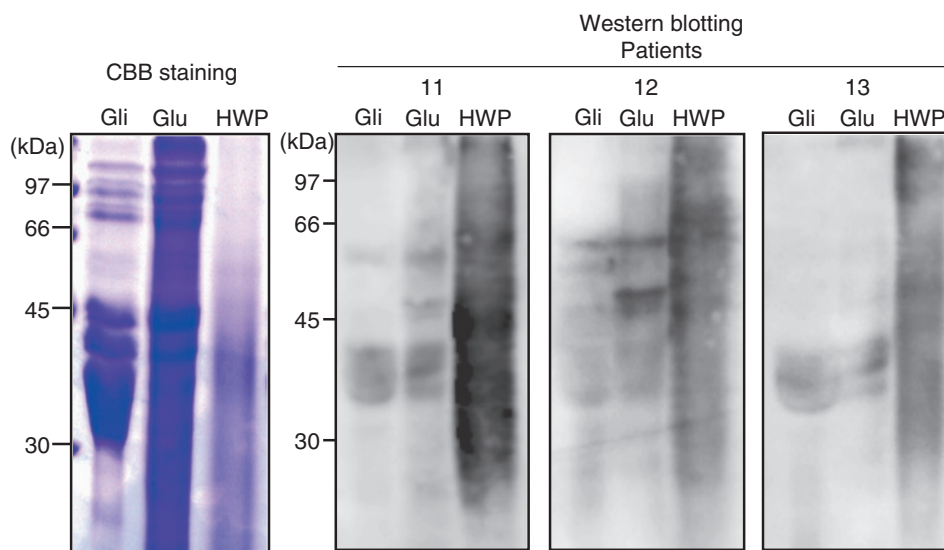 Western blotting
Patients
CBB staining
11 12 13
Gli Glu HWP Gli Glu HWP Gli Glu HWP Gli Glu HWP
(kDa) (kDa)
97 97
66 66
45 45
30 30